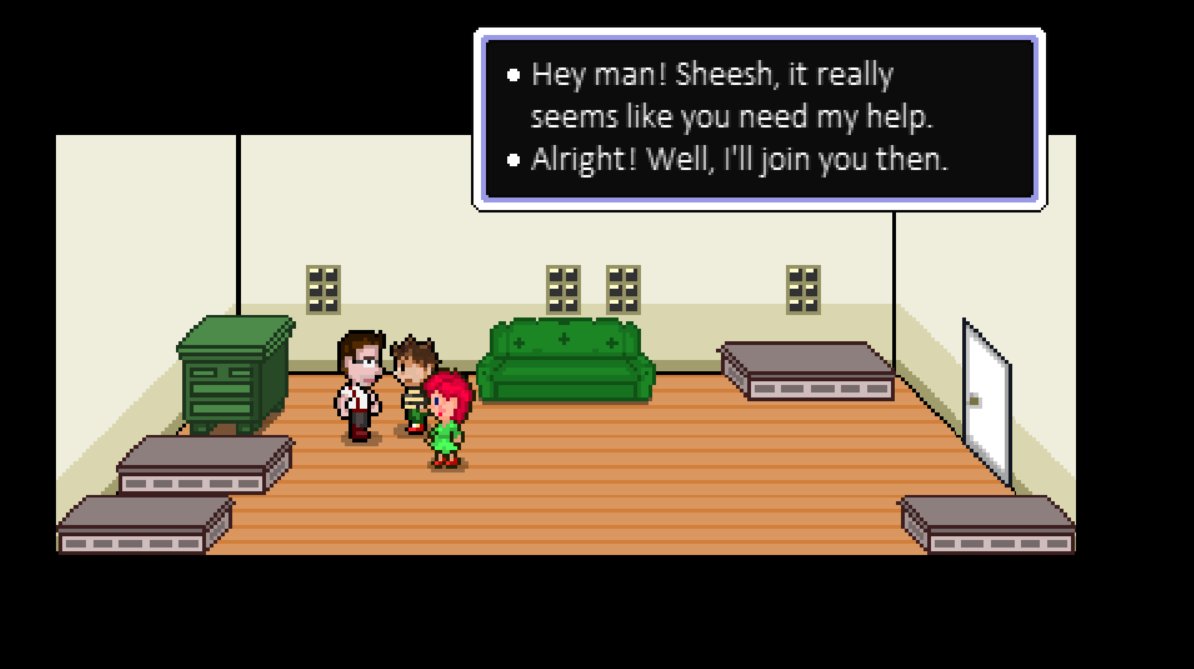 • Hey man! Sheesh, it really
seems like you need my help.
• Alright! Well, I'll join you then.